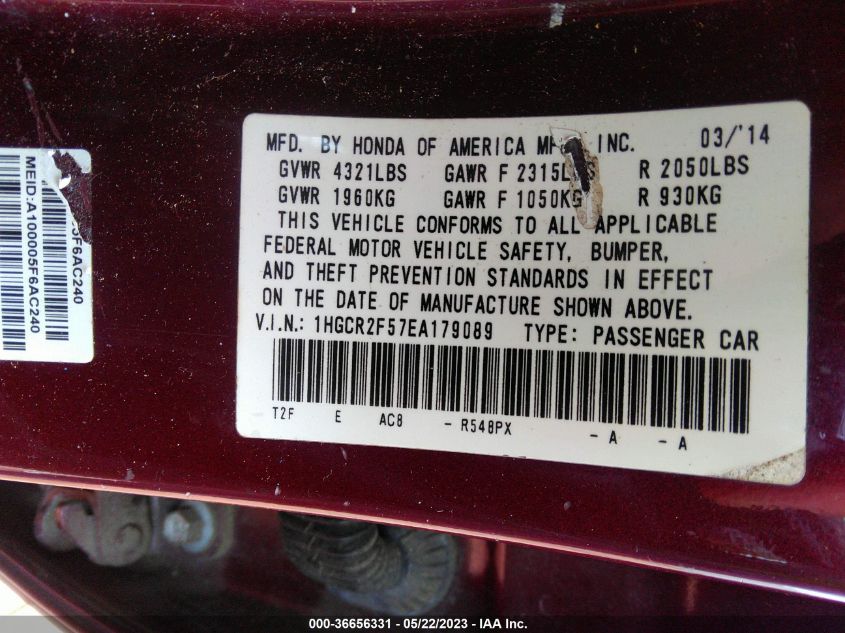 MFD. BY HONDA OF AMERICA INC. 03/'14
GVWR 4321LBS GAWR F 2315LBS R 2050LBS
GVWR 1960KG GAWR F 1050KG R 930KG
THIS VEHICLE CONFORMS TO ALL APPLICABLE
FEDERAL MOTOR VEHICLE SAFETY, BUMPER,
AND THEFT PREVENTION STANDARDS IN EFFECT
ON THE DATE OF MANUFACTURE SHOWN ABOVE.
V.I.N.: 1HGCR2F57EA179089 TYPE: PASSENGER CAR
T2F E AC8 - R548PX - A - A
5F6AC240
MEID:A100005F6AC240
000-36656331 - 05/22/2023 - IAA Inc.